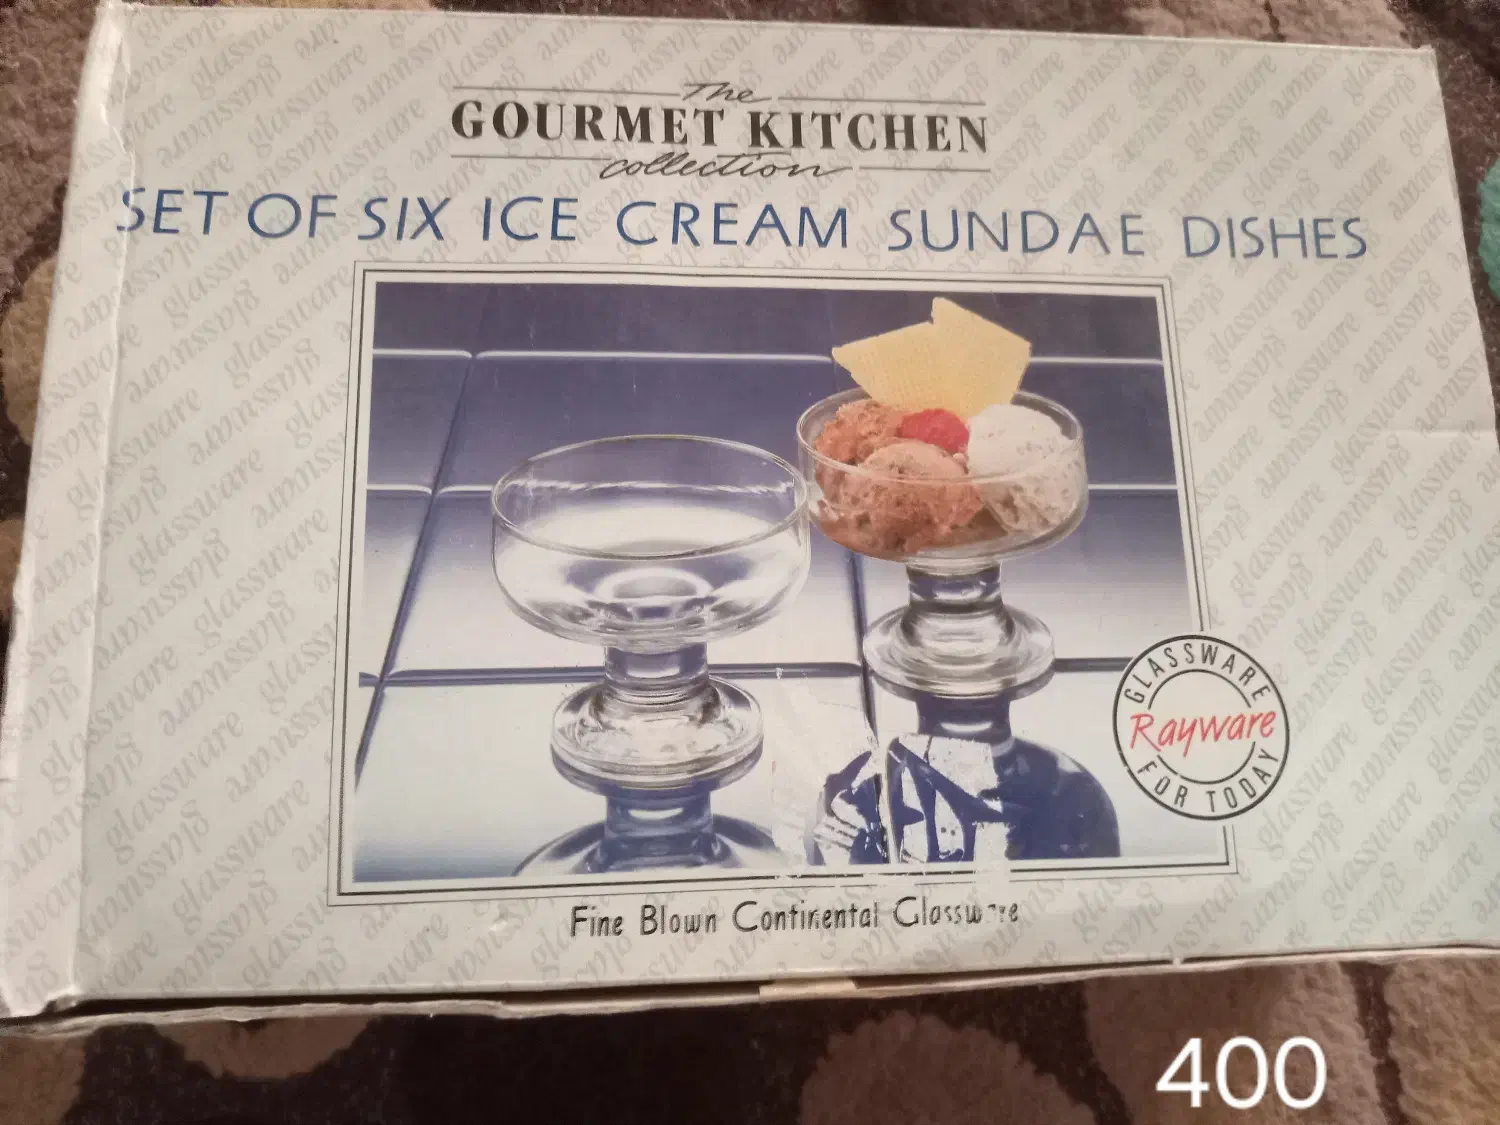 The
GOURMET KITCHEN
collection
SET OF SIX ICE CREAM SUNDAE DISHES
GLASSWARE
Rayware
FOR TODAY
Fine Blown Continental Glassware
400